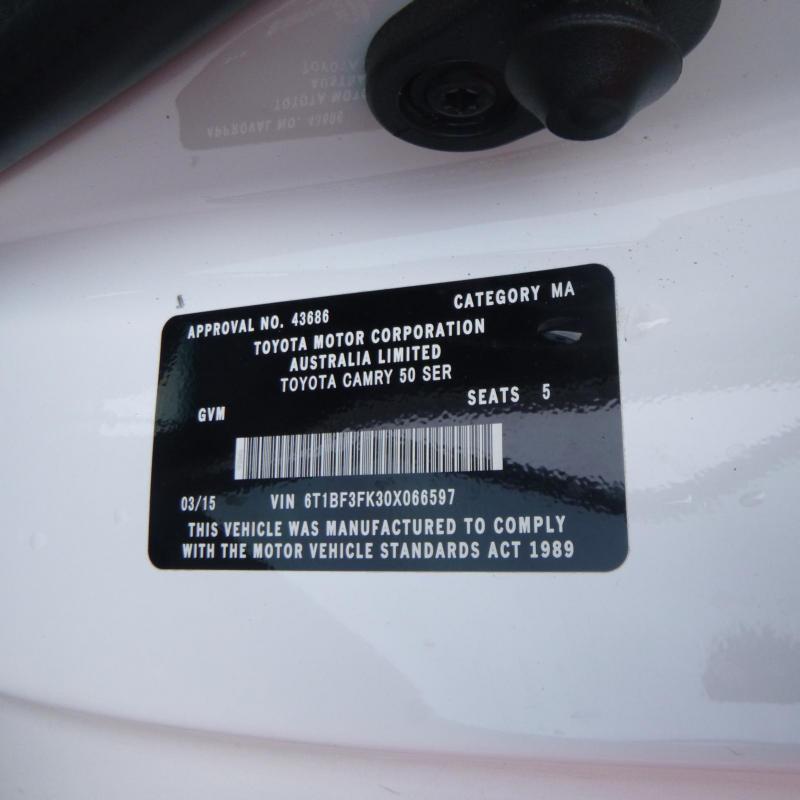 APPROVAL NO. 43686 CATEGORY MA
TOYOTA MOTOR CORPORATION
AUSTRALIA LIMITED
TOYOTA CAMRY 50 SER
GVM SEATS 5
03/15 VIN 6T1BF3FK30X066597
THIS VEHICLE WAS MANUFACTURED TO COMPLY
WITH THE MOTOR VEHICLE STANDARDS ACT 1989